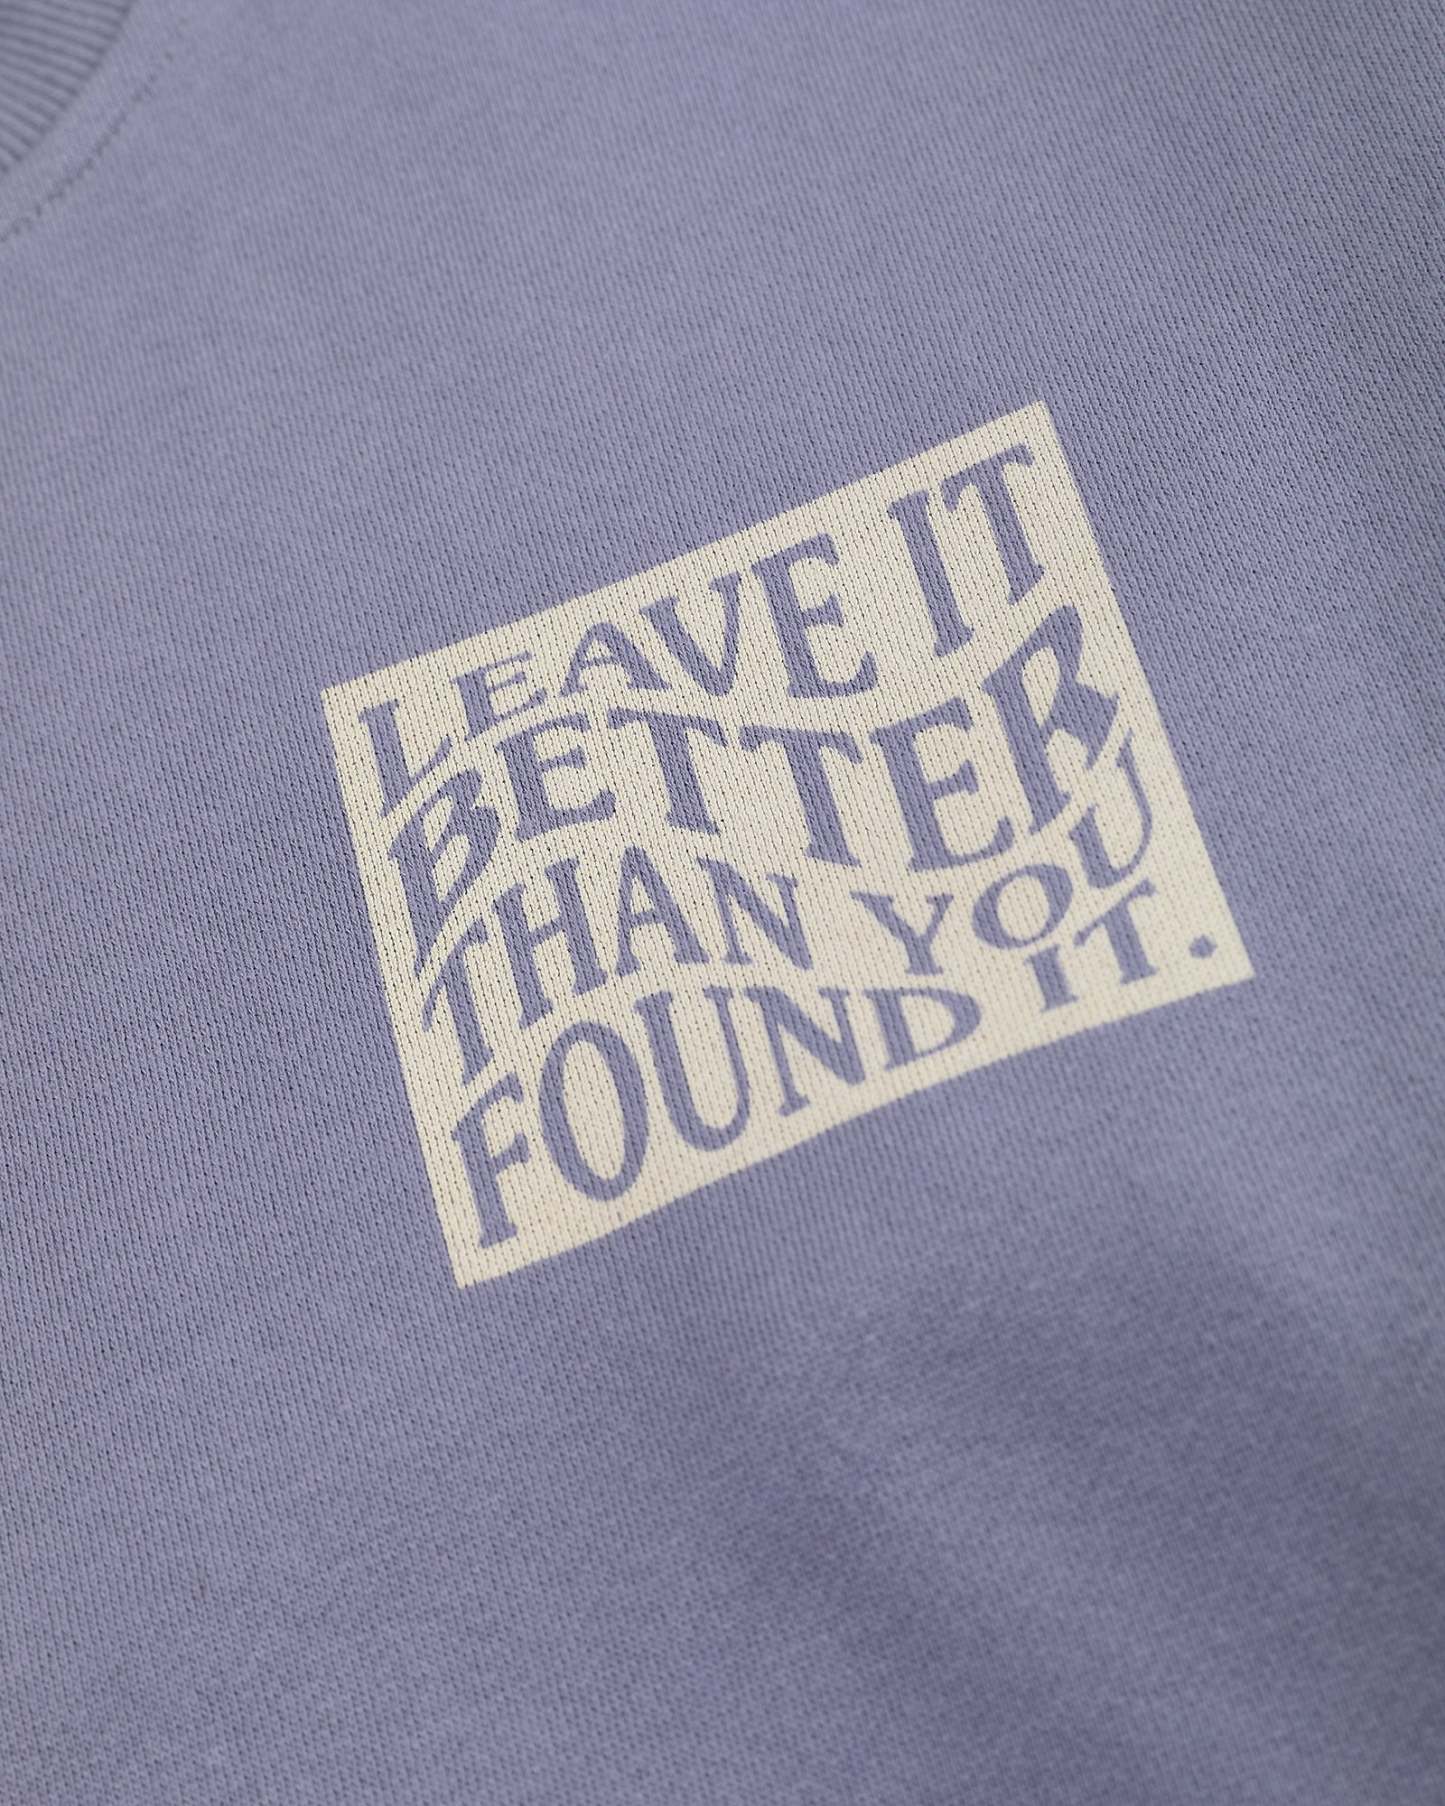 LEAVE IT
BETTER
THAN YOU
FOUND IT.